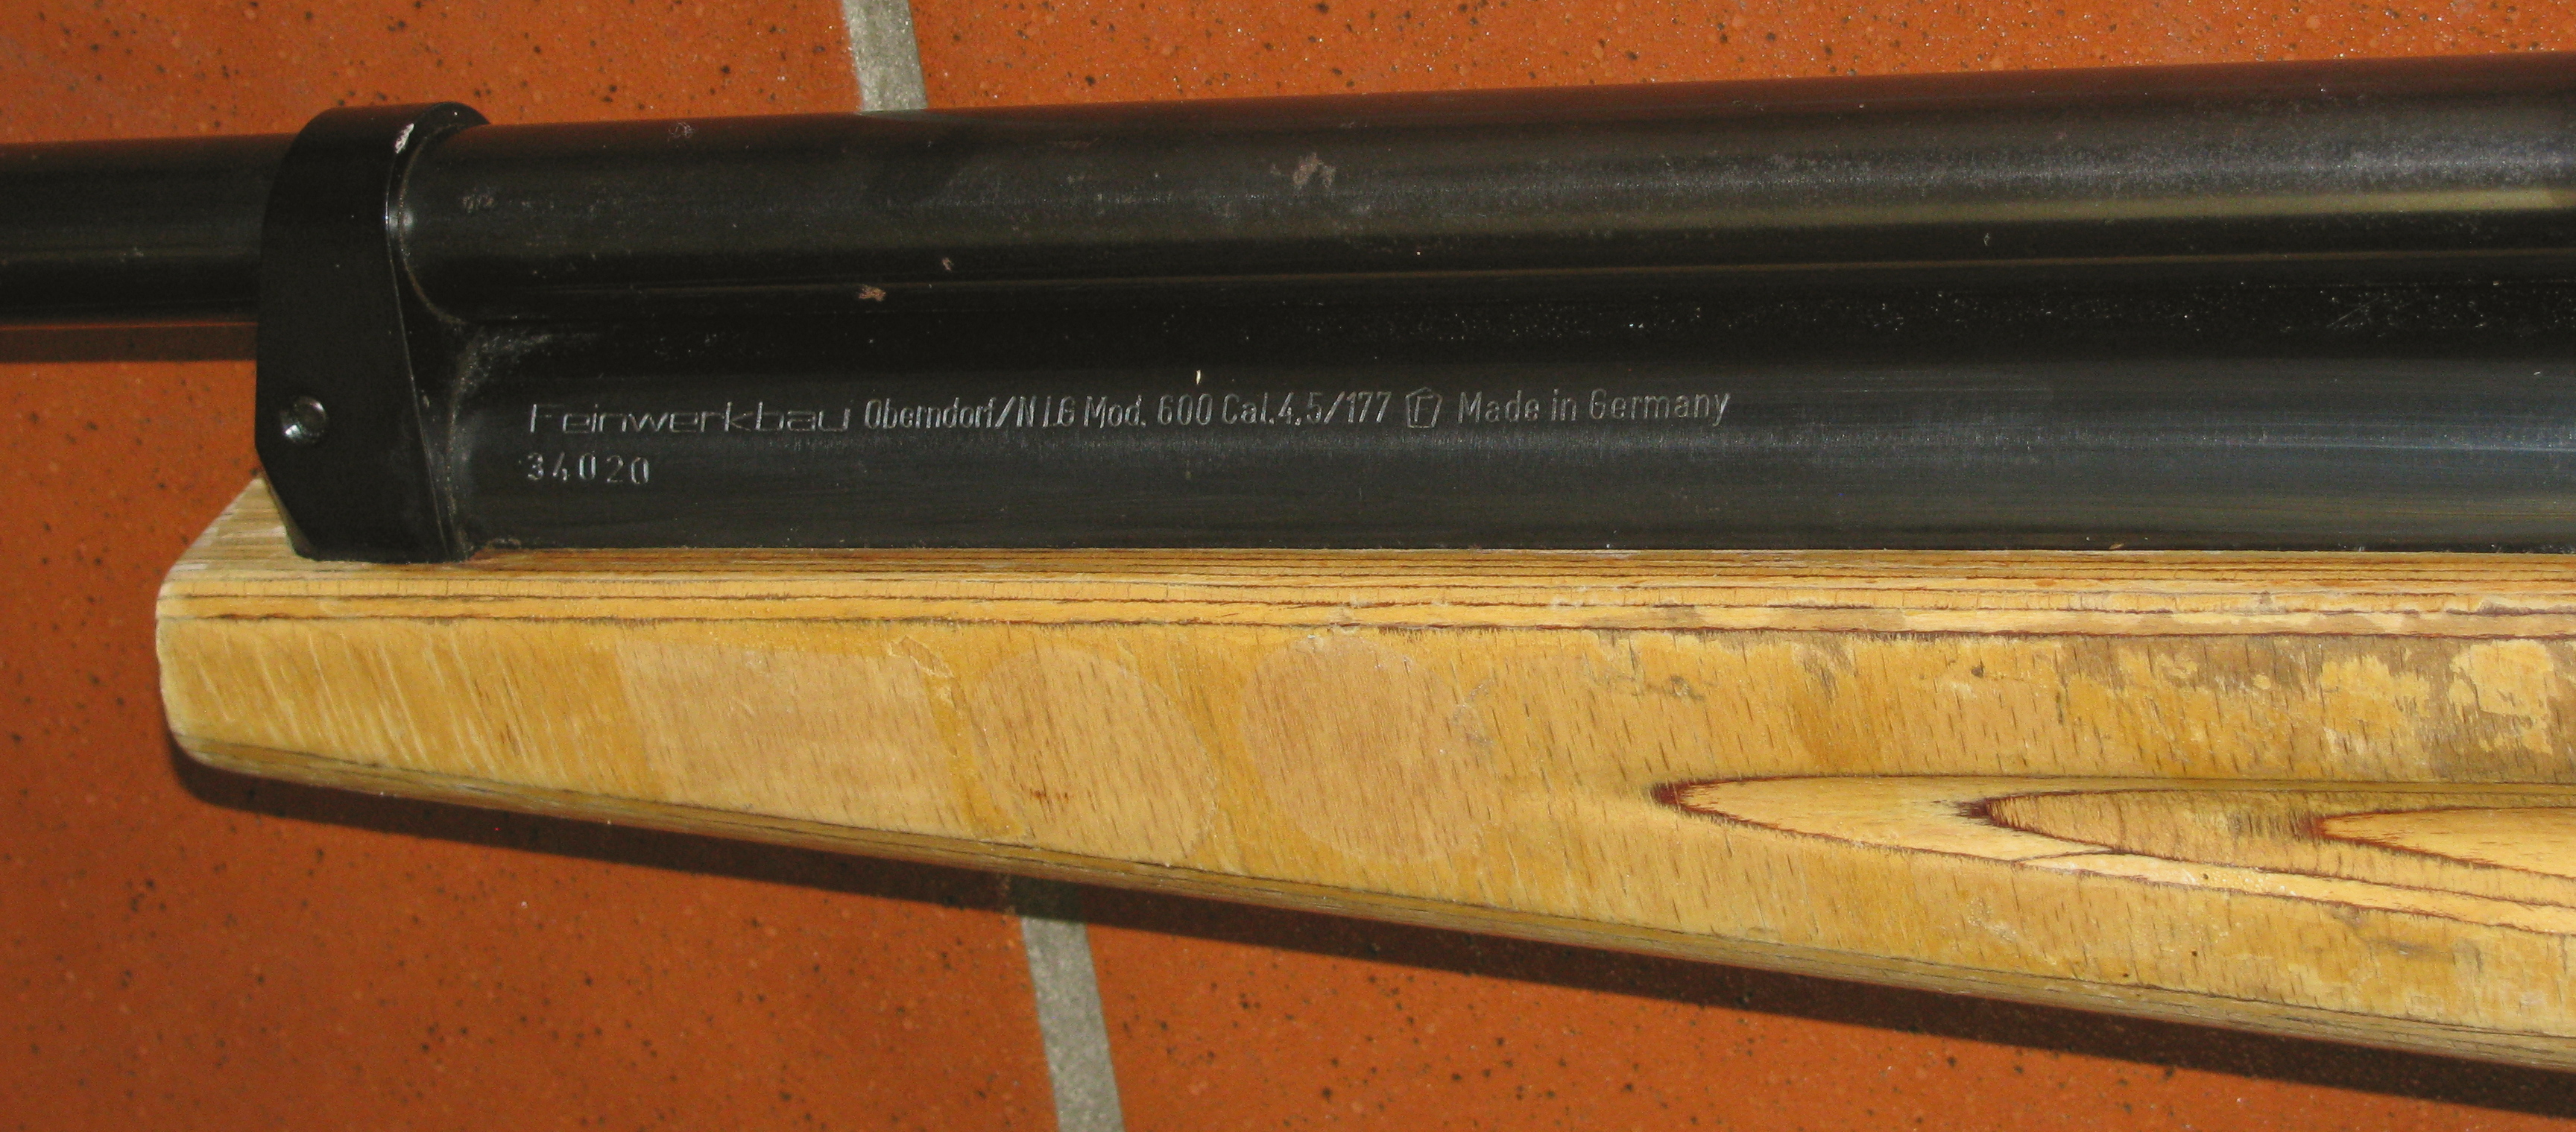 Feinwerkbau Oberndorf/N LG Mod. 600 Cal.4,5/177 F Made in Germany
34020